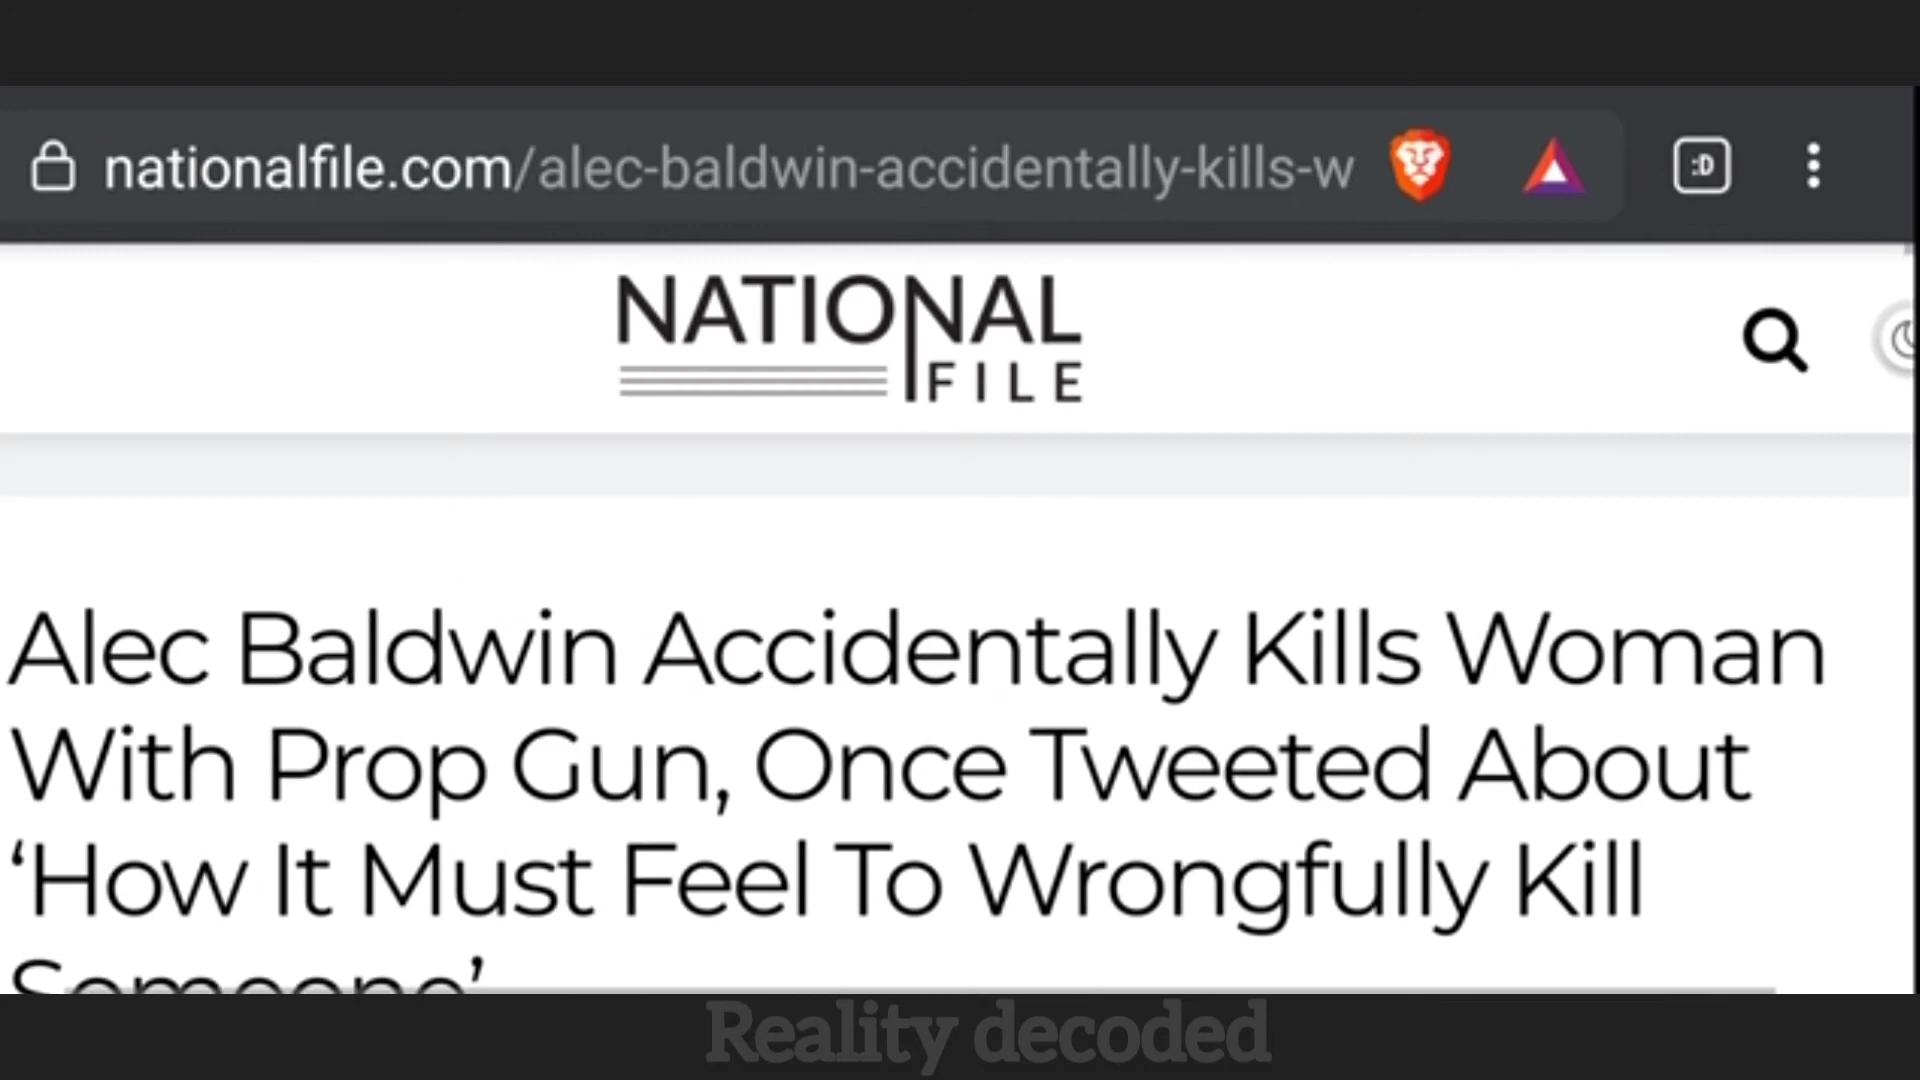 nationalfile.com/alec-baldwin-accidentally-kills-w
:D
NATIONAL
FILE
Alec Baldwin Accidentally Kills Woman
With Prop Gun, Once Tweeted About
‘How It Must Feel To Wrongfully Kill
Someone’
Reality decoded